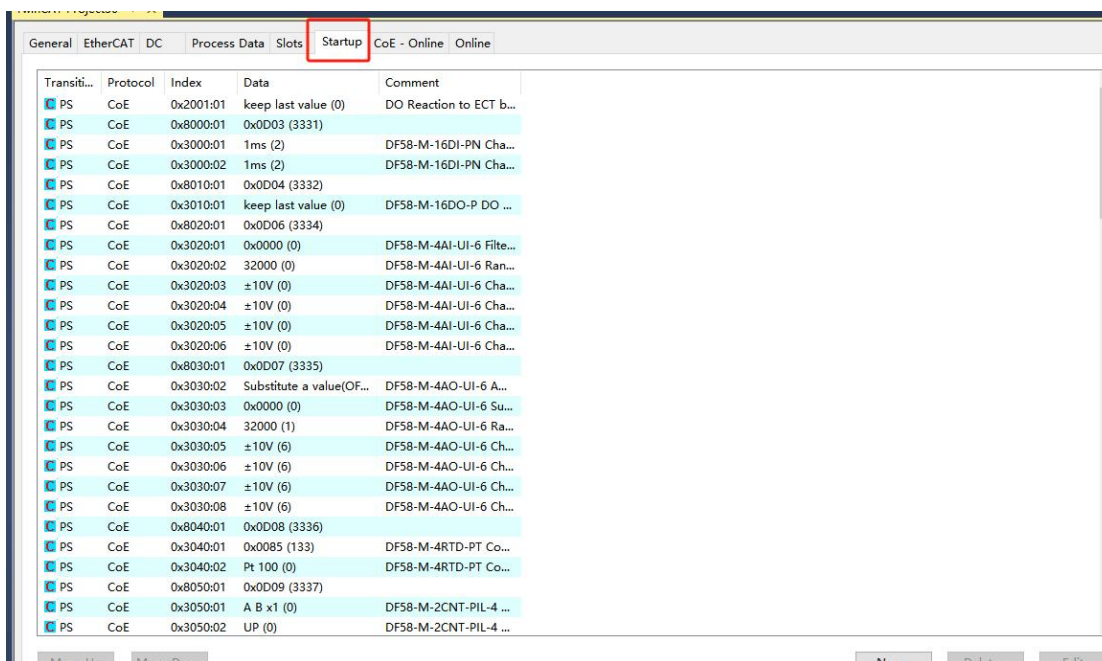 General EtherCAT DC Process Data Slots Startup CoE - Online Online
Transiti... Protocol Index Data Comment
C PS CoE 0x2001:01 keep last value (0) DO Reaction to ECT b...
C PS CoE 0x8000:01 0x0D03 (3331)
C PS CoE 0x3000:01 1ms (2) DF58-M-16DI-PN Cha...
C PS CoE 0x3000:02 1ms (2) DF58-M-16DI-PN Cha...
C PS CoE 0x8010:01 0x0D04 (3332)
C PS CoE 0x3010:01 keep last value (0) DF58-M-16DO-P DO ...
C PS CoE 0x8020:01 0x0D06 (3334)
C PS CoE 0x3020:01 0x0000 (0) DF58-M-4AI-UI-6 Filte...
C PS CoE 0x3020:02 32000 (0) DF58-M-4AI-UI-6 Ran...
C PS CoE 0x3020:03 ±10V (0) DF58-M-4AI-UI-6 Cha...
C PS CoE 0x3020:04 ±10V (0) DF58-M-4AI-UI-6 Cha...
C PS CoE 0x3020:05 ±10V (0) DF58-M-4AI-UI-6 Cha...
C PS CoE 0x3020:06 ±10V (0) DF58-M-4AI-UI-6 Cha...
C PS CoE 0x8030:01 0x0D07 (3335)
C PS CoE 0x3030:02 Substitute a value(OF... DF58-M-4AO-UI-6 A...
C PS CoE 0x3030:03 0x0000 (0) DF58-M-4AO-UI-6 Su...
C PS CoE 0x3030:04 32000 (1) DF58-M-4AO-UI-6 Ra...
C PS CoE 0x3030:05 ±10V (6) DF58-M-4AO-UI-6 Ch...
C PS CoE 0x3030:06 ±10V (6) DF58-M-4AO-UI-6 Ch...
C PS CoE 0x3030:07 ±10V (6) DF58-M-4AO-UI-6 Ch...
C PS CoE 0x3030:08 ±10V (6) DF58-M-4AO-UI-6 Ch...
C PS CoE 0x8040:01 0x0D08 (3336)
C PS CoE 0x3040:01 0x0085 (133) DF58-M-4RTD-PT Co...
C PS CoE 0x3040:02 Pt 100 (0) DF58-M-4RTD-PT Co...
C PS CoE 0x8050:01 0x0D09 (3337)
C PS CoE 0x3050:01 A B x1 (0) DF58-M-2CNT-PIL-4 ...
C PS CoE 0x3050:02 UP (0) DF58-M-2CNT-PIL-4 ...